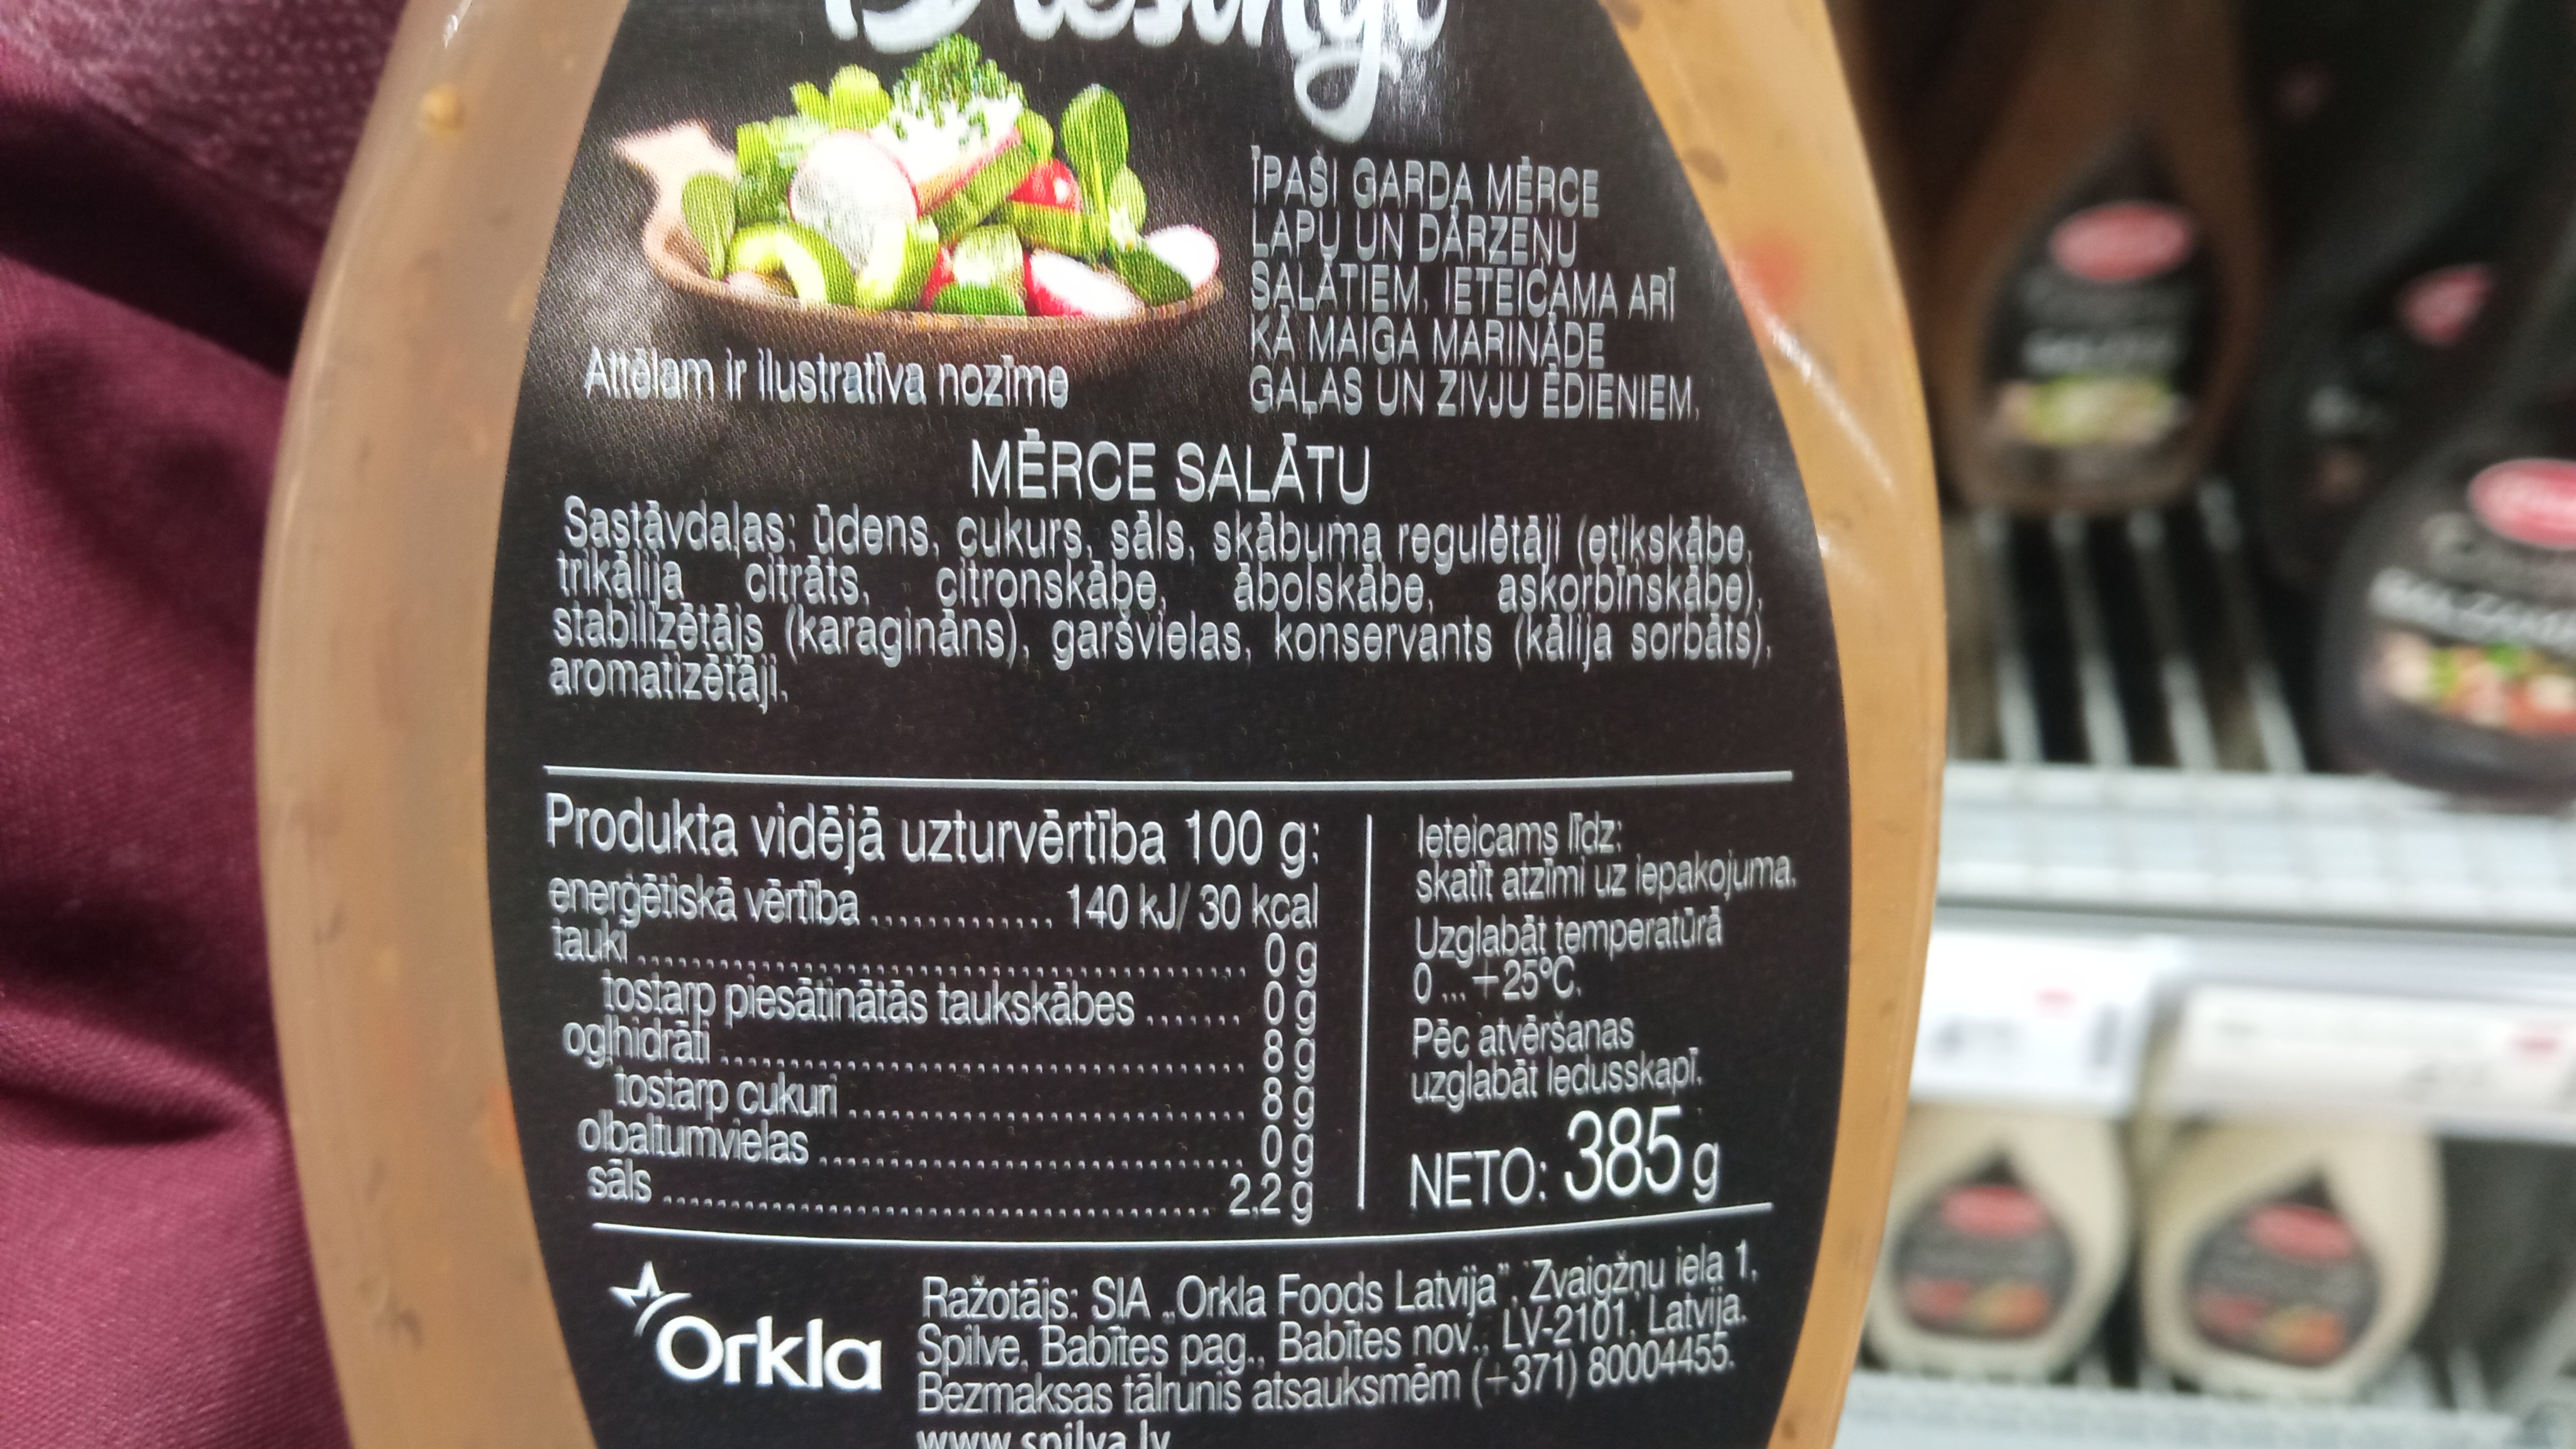 Dresingi
ĪPAŠI GARDA MĒRCE
LAPU UN DĀRZEŅU
SALĀTIEM. IETEICAMA ARĪ
KĀ MAIGA MARINĀDE
GAĻAS UN ZIVJU ĒDIENIEM.
Attēlam ir ilustratīva nozīme
MĒRCE SALĀTU
Sastāvdaļas: ūdens, cukurs, sāls, skābuma regulētāji (etiķskābe,
trikālija citrāts, citronskābe, ābolskābe, askorbīnskābe),
stabilizētājs (karagināns), garšvielas, konservants (kālija sorbāts),
aromatizētāji.
Produkta vidējā uzturvērtība 100 g:
enerģētiskā vērtība ............. 140 kJ/ 30 kcal
tauki ............................................ 0 g
tostarp piesātinātās taukskābes ....... 0 g
ogļhidrāti ..................................... 8 g
tostarp cukuri ............................ 8 g
olbaltumvielas .............................. 0 g
sāls ....................................... 2,2 g
Ieteicams līdz:
skatīt atzīmi uz iepakojuma.
Uzglabāt temperatūrā
0 ... +25°C.
Pēc atvēršanas
uzglabāt ledusskapī.
NETO: 385 g
Orkla
Ražotājs: SIA „Orkla Foods Latvija”, Zvaigžņu iela 1,
Spilve, Babītes pag., Babītes nov., LV-2101, Latvija.
Bezmaksas tālrunis atsauksmēm (+371) 80004455.
www.spilva.lv